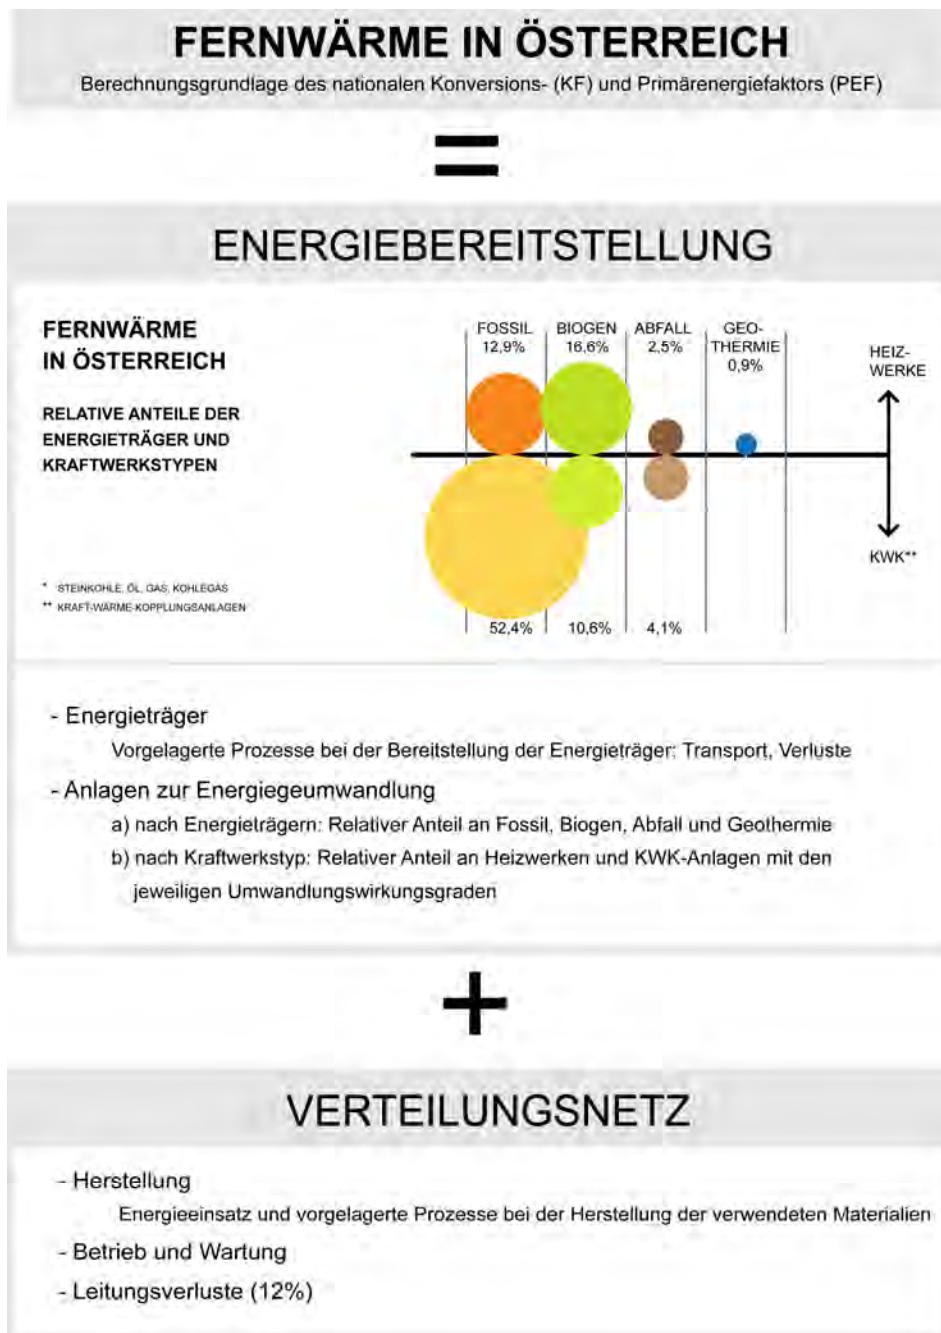 FERNWÄRME IN ÖSTERREICH
Berechnungsgrundlage des nationalen Konversions- (KF) und Primärenergiefaktors (PEF)
=
ENERGIEBEREITSTELLUNG
FERNWÄRME
IN ÖSTERREICH
RELATIVE ANTEILE DER
ENERGIETRÄGER UND
KRAFTWERKSTYPEN
* STEINKOHLE, ÖL, GAS, KOHLEGAS
** KRAFT-WÄRME-KOPPLUNGSANLAGEN
FOSSIL
12,9%
BIOGEN
16,6%
ABFALL
2,5%
GEO-
THERMIE
0,9%
HEIZ-
WERKE
KWK**
52,4%
10,6%
4,1%
- Energieträger
Vorgelagerte Prozesse bei der Bereitstellung der Energieträger: Transport, Verluste
- Anlagen zur Energiegeumwandlung
a) nach Energieträgern: Relativer Anteil an Fossil, Biogen, Abfall und Geothermie
b) nach Kraftwerkstyp: Relativer Anteil an Heizwerken und KWK-Anlagen mit den
jeweiligen Umwandlungswirkungsgraden
+
VERTEILUNGSNETZ
- Herstellung
Energieeinsatz und vorgelagerte Prozesse bei der Herstellung der verwendeten Materialien
- Betrieb und Wartung
- Leitungsverluste (12%)